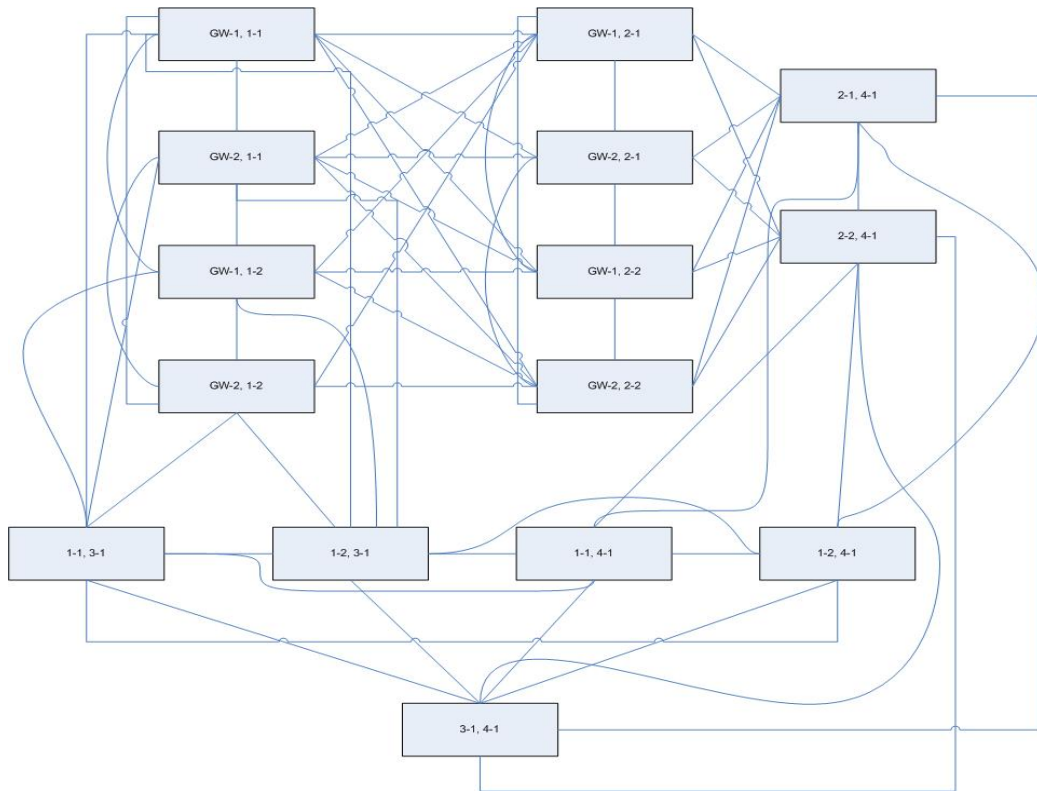 GW-1, 1-1
GW-1, 2-1
2-1, 4-1
GW-2, 1-1
GW-2, 2-1
2-2, 4-1
GW-1, 1-2
GW-1, 2-2
GW-2, 1-2
GW-2, 2-2
1-1, 3-1
1-2, 3-1
1-1, 4-1
1-2, 4-1
3-1, 4-1